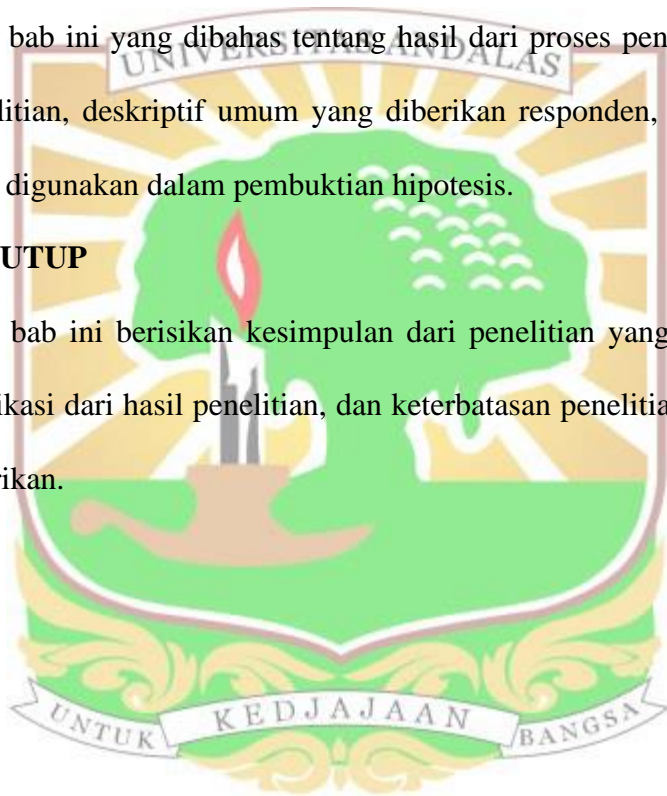 bab ini yang dibahas tentang hasil dari proses pen
UNIVERSITAS ANDALAS
litian, deskriptif umum yang diberikan responden,
digunakan dalam pembuktian hipotesis.
UTUP
bab ini berisikan kesimpulan dari penelitian yang
ikasi dari hasil penelitian, dan keterbatasan penelitia
rikan.
UNTUK KEDJAJAAN BANGSA